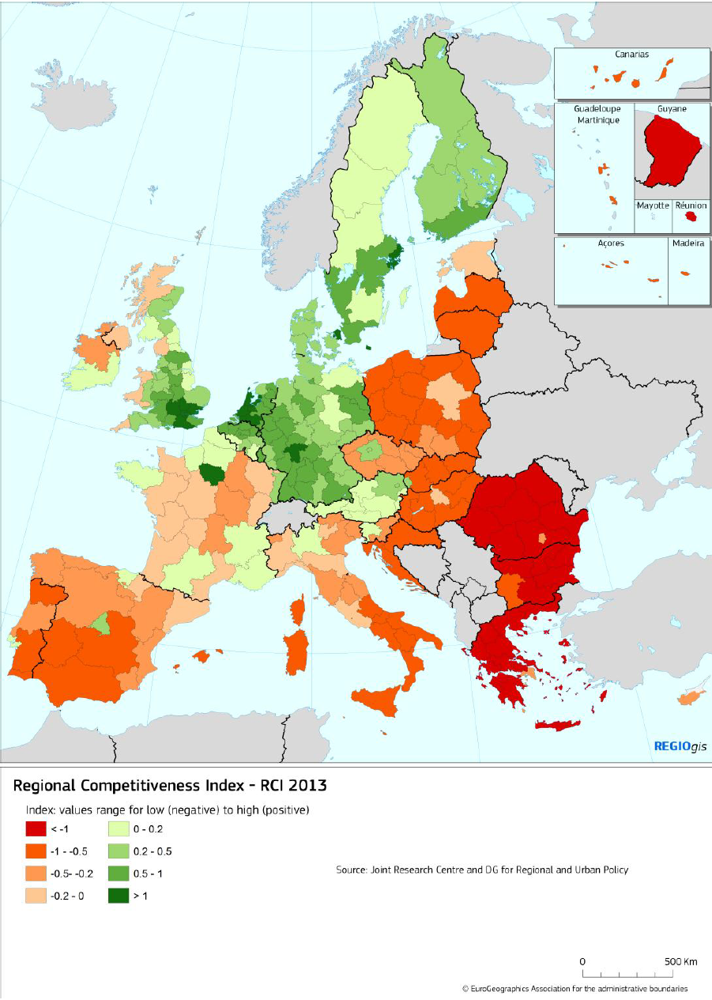 Canarias
Guadeloupe
Martinique
Guyane
Mayotte
Réunion
Açores
Madeira
REGIOgis
Regional Competitiveness Index - RCI 2013
Index: values range for low (negative) to high (positive)
< -1
-1 - -0.5
-0.5- -0.2
-0.2 - 0
0 - 0.2
0.2 - 0.5
0.5 - 1
> 1
Source: Joint Research Centre and DG for Regional and Urban Policy
0 500 Km
© EuroGeographics Association for the administrative boundaries